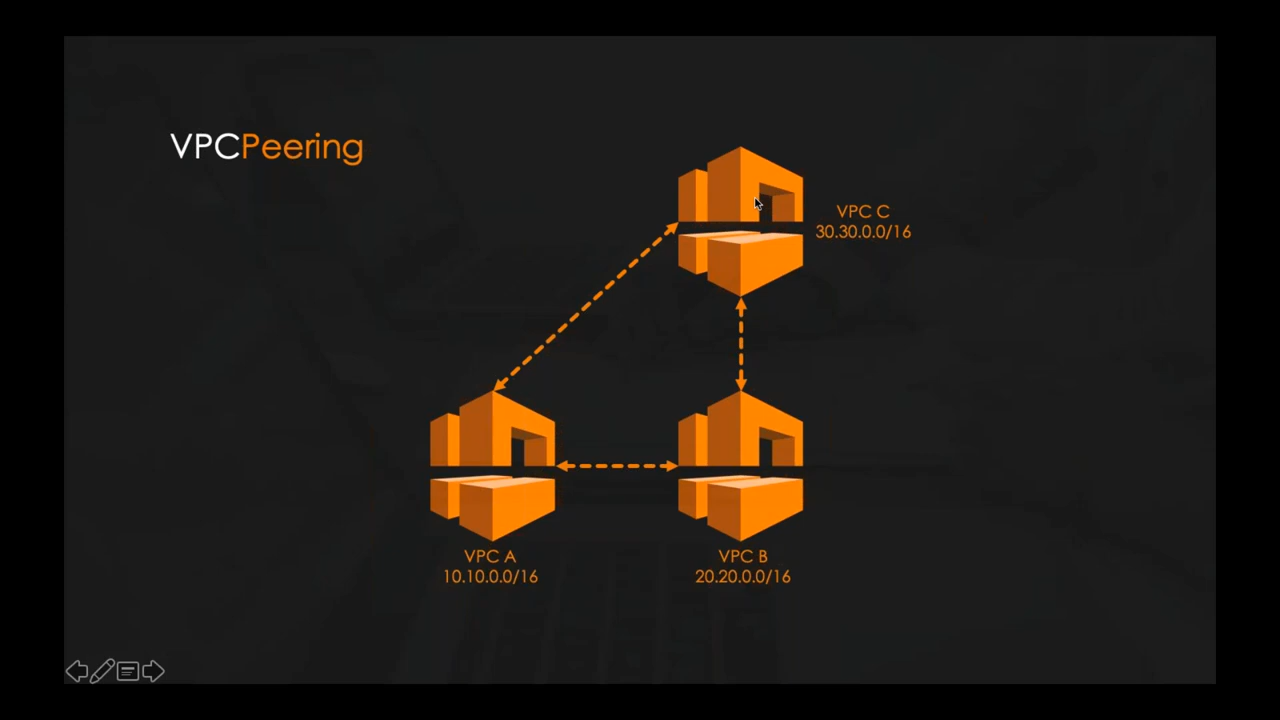 VPCPeering
VPC C
30.30.0.0/16
VPC A
10.10.0.0/16
VPC B
20.20.0.0/16